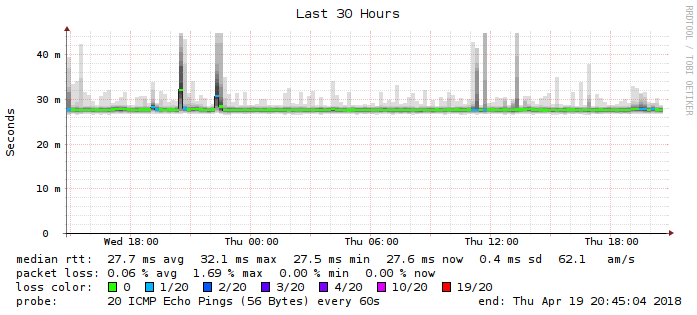 Last 30 Hours
RRDTOOL / TOBI OETIKER
Seconds
40 m
30 m
20 m
10 m
0
Wed 18:00 Thu 00:00 Thu 06:00 Thu 12:00 Thu 18:00
median rtt: 27.7 ms avg 32.1 ms max 27.5 ms min 27.6 ms now 0.4 ms sd 62.1 am/s
packet loss: 0.06 % avg 1.69 % max 0.00 % min 0.00 % now
loss color: 0 1/20 2/20 3/20 4/20 10/20 19/20
probe: 20 ICMP Echo Pings (56 Bytes) every 60s end: Thu Apr 19 20:45:04 2018